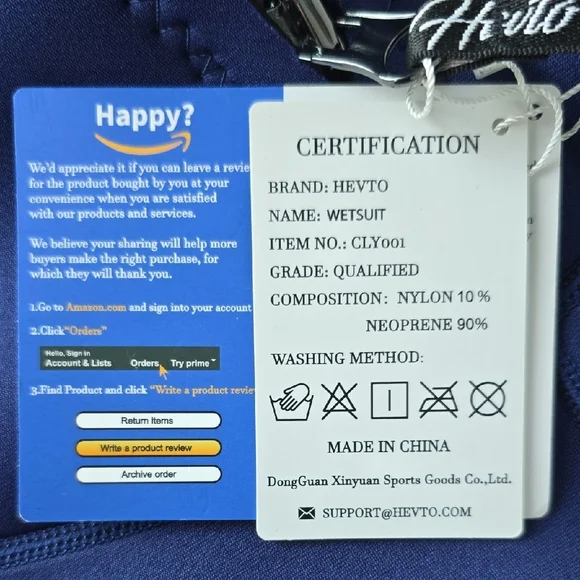 Hevto
Happy?
We'd appreciate it if you can leave a revie
for the product bought by you at your
convenience when you are satisfied
with our products and services.
We believe your sharing will help more
buyers make the right purchase, for
which they will thank you.
1.Go to Amazon.com and sign into your account
2.Click"Orders"
Hello, Sign in
Account & Lists Orders Try prime
3.Find Product and click "Write a product review
Return Items
Write a product review
Archive order
CERTIFICATION
BRAND: HEVTO
NAME: WETSUIT
ITEM NO.: CLY001
GRADE: QUALIFIED
COMPOSITION: NYLON 10 %
NEOPRENE 90%
WASHING METHOD:
MADE IN CHINA
DongGuan Xinyuan Sports Goods Co.,Ltd.
SUPPORT@HEVTO.COM